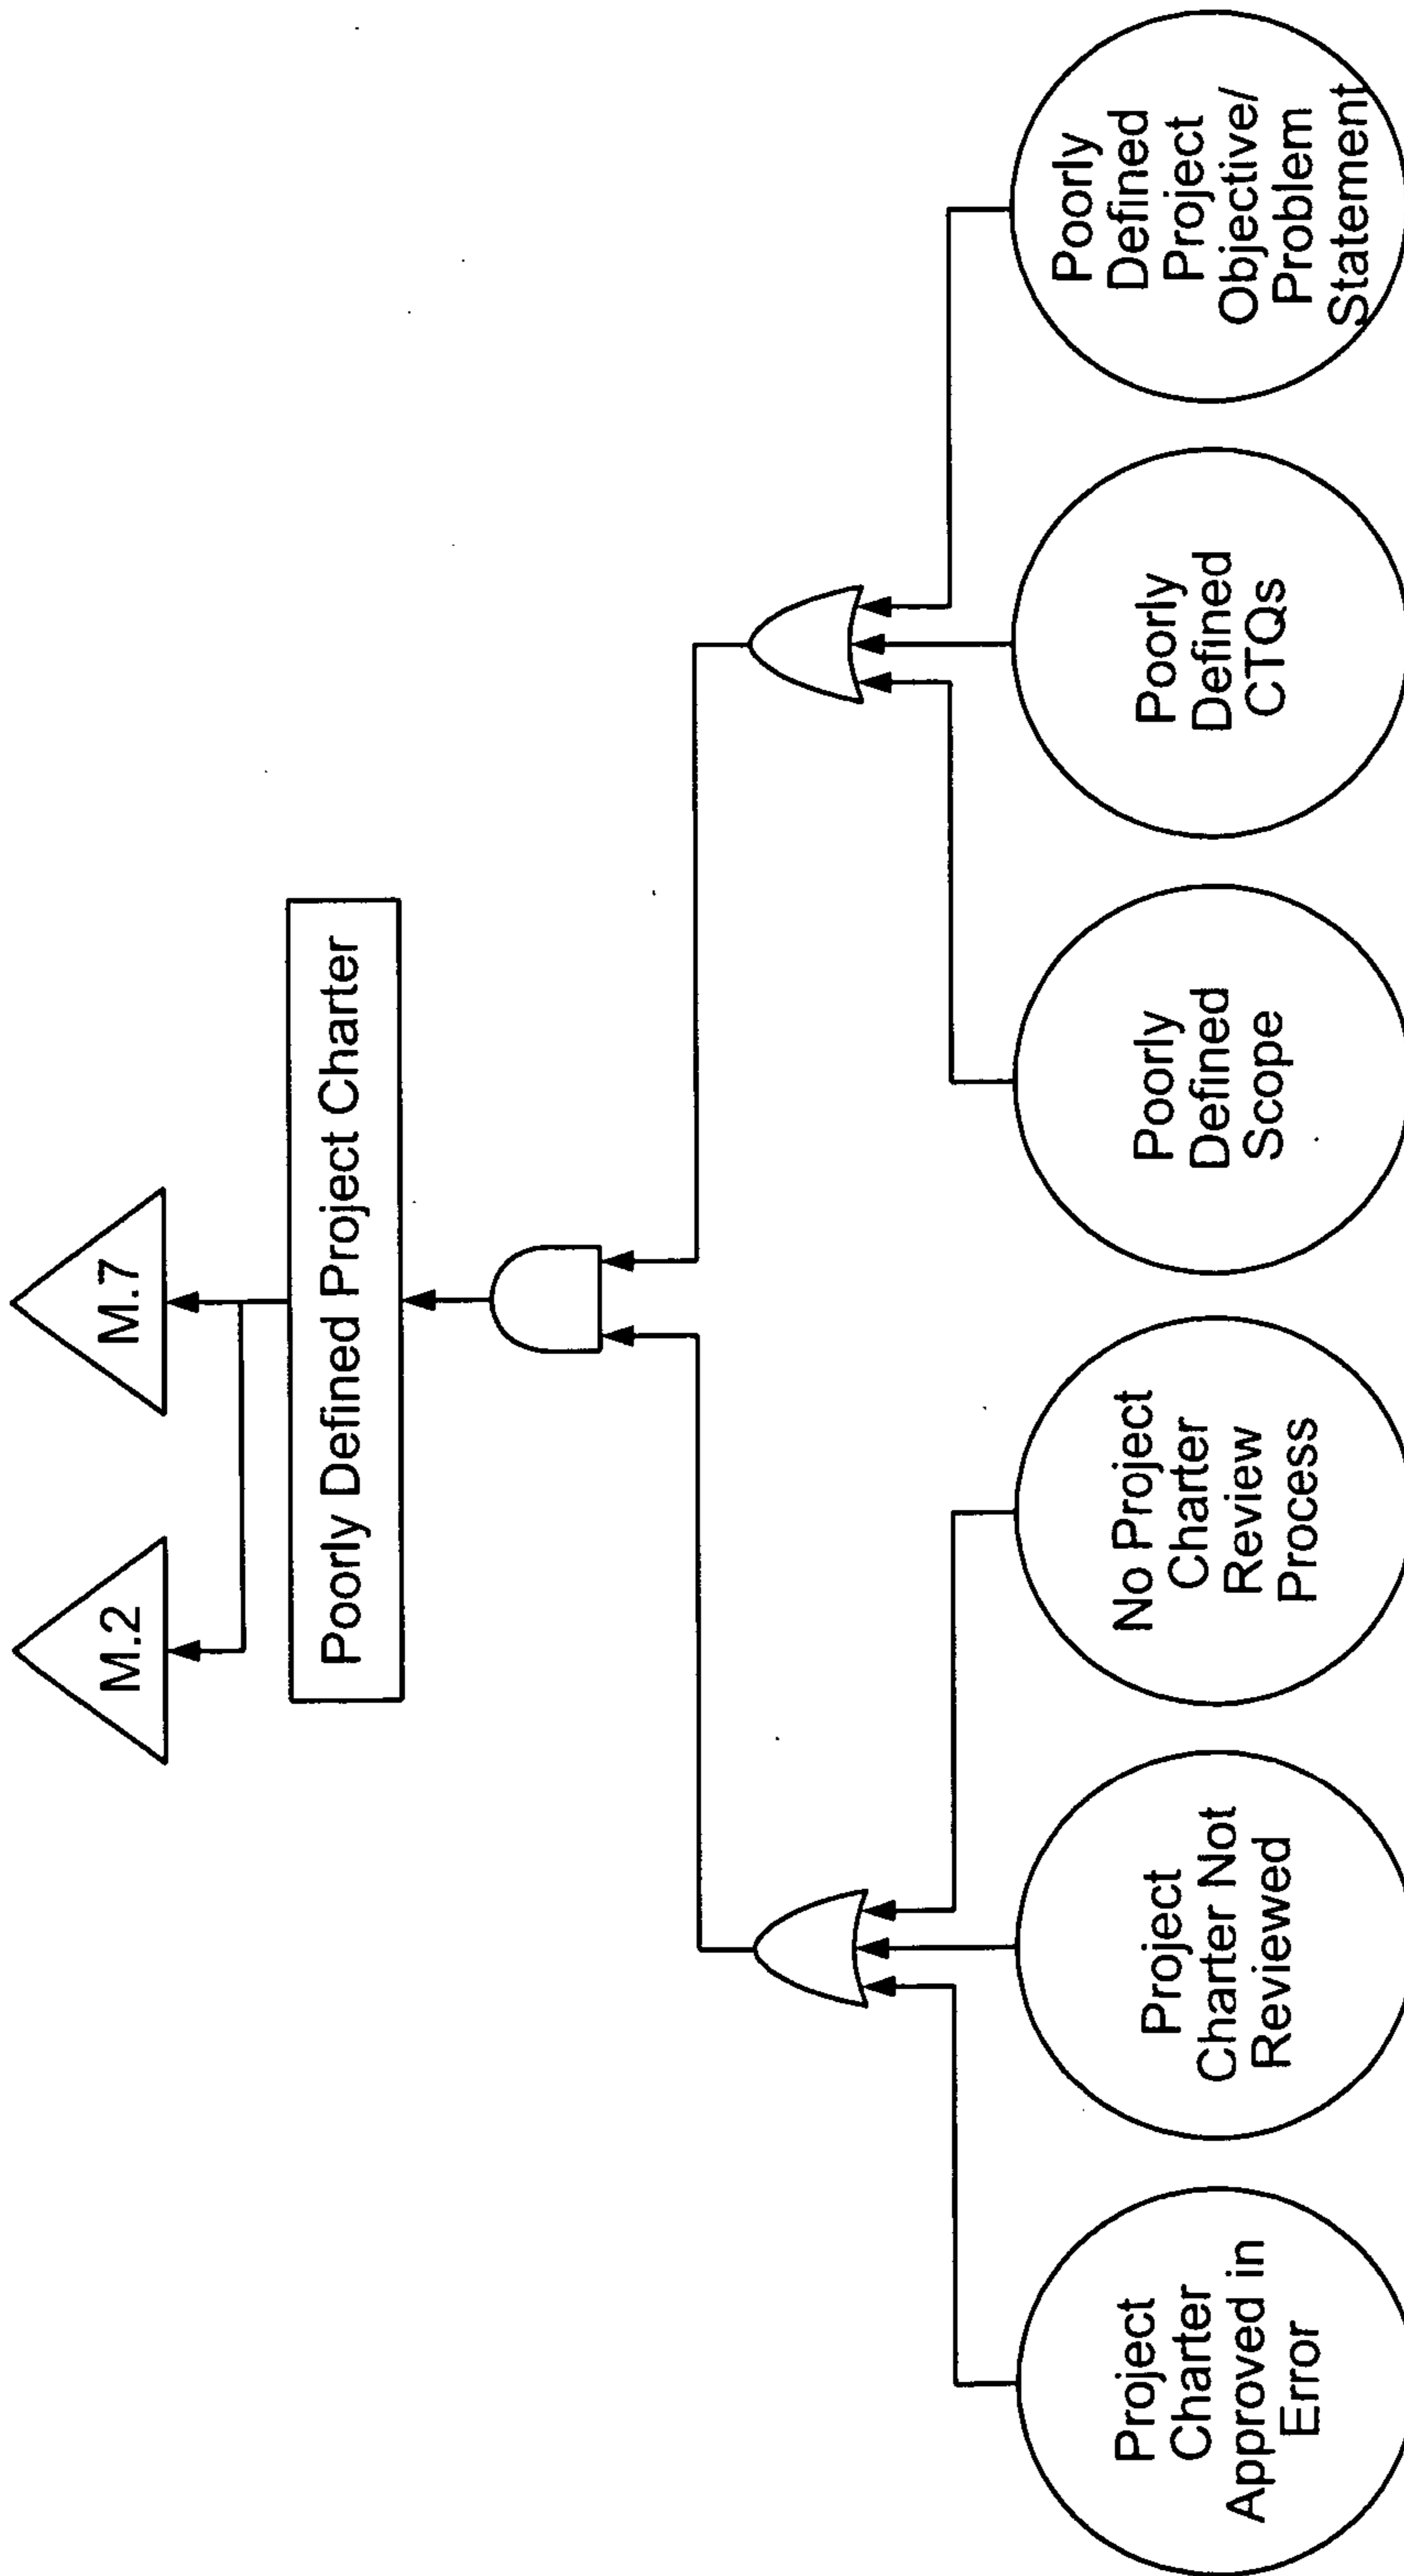 M.2
M.7
Poorly Defined Project Charter
Project
Charter
Approved in
Error
Project
Charter Not
Reviewed
No Project
Charter
Review
Process
Poorly
Defined
Scope
Poorly
Defined
CTQs
Poorly
Defined
Project
Objective/
Problem
Statement